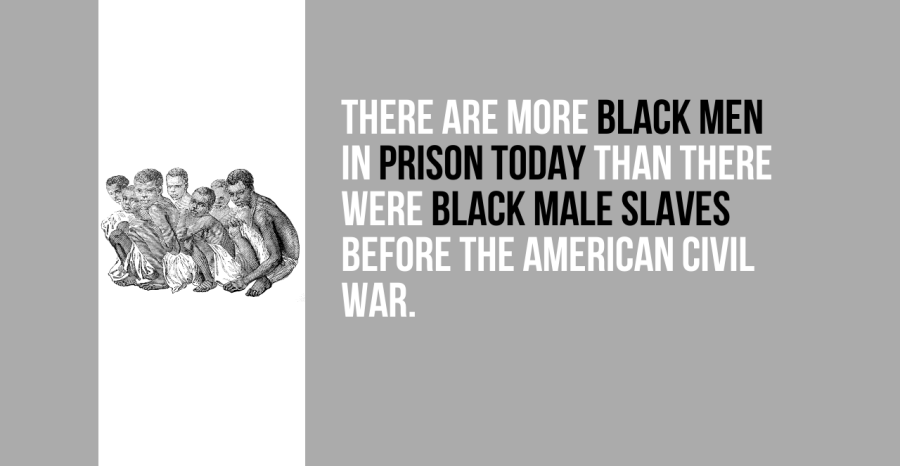 THERE ARE MORE BLACK MEN
IN PRISON TODAY THAN THERE
WERE BLACK MALE SLAVES
BEFORE THE AMERICAN CIVIL
WAR.